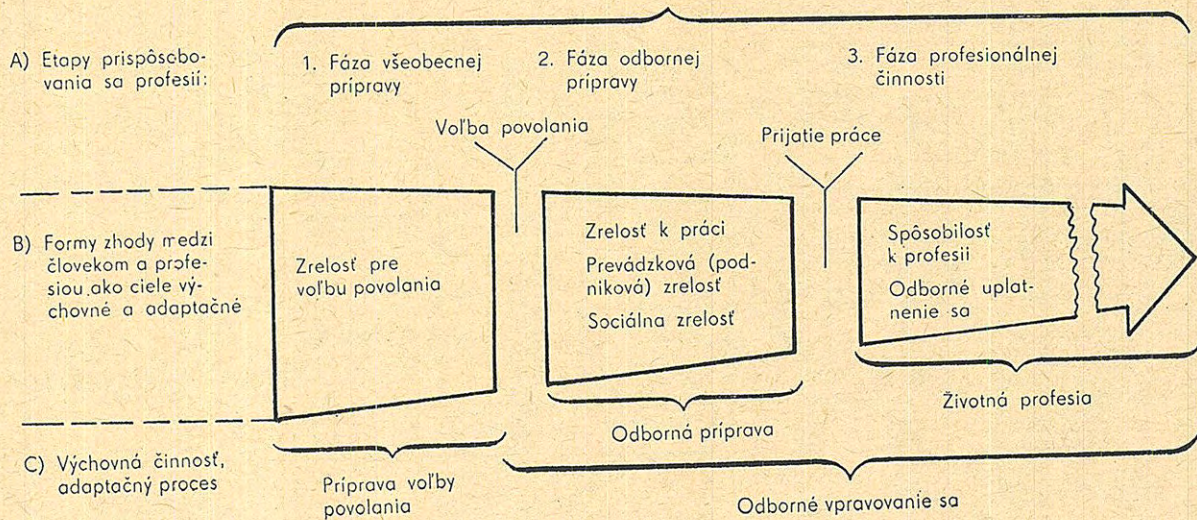 A) Etapy prispôsobo-
vania sa profesií:
1. Fáza všeobecnej
prípravy
2. Fáza odbornej
prípravy
3. Fáza profesionálnej
činnosti
Voľba povolania
Prijatie práce
B) Formy zhody medzi
človekom a profe-
siou ako ciele vý-
chovné a adaptačné
Zrelosť pre
voľbu povolania
Zrelosť k práci
Prevádzková (pod-
niková) zrelosť
Sociálna zrelosť
Spôsobilosť
k profesii
Odborné uplat-
nenie sa
Životná profesia
Odborná príprava
C) Výchovná činnosť,
adaptačný proces
Príprava voľby
povolania
Odborné vpravovanie sa